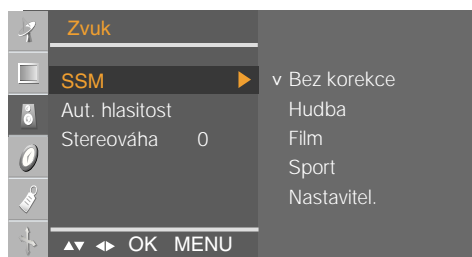 Zvuk
SSM
Aut. hlasitost
Stereováha 0
OK MENU
v Bez korekce
Hudba
Film
Sport
Nastavitel.